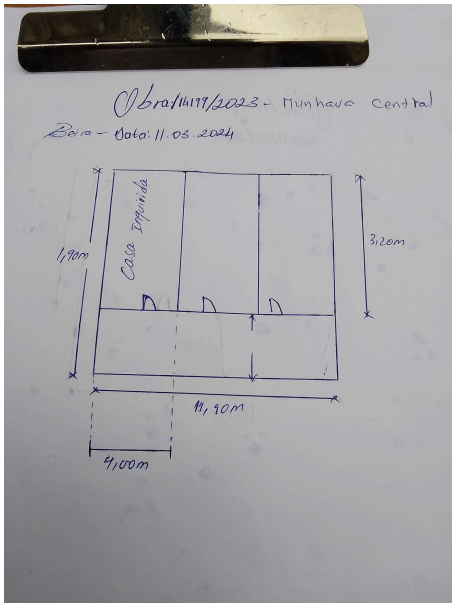 Obra/14199/2023 - Munhava Central
Beira - Data: 11.03.2024
Casa Inquirida
1,90m
3,20m
11,90m
4,00m